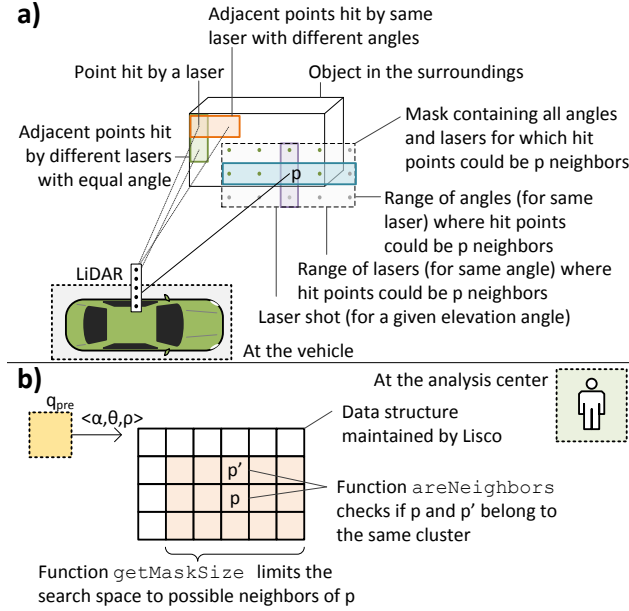 a)
Adjacent points hit by same
laser with different angles
Point hit by a laser
Object in the surroundings
Adjacent points hit
by different lasers
with equal angle
Mask containing all angles
and lasers for which hit
points could be p neighbors
p
Range of angles (for same
laser) where hit points
could be p neighbors
Range of lasers (for same angle) where
hit points could be p neighbors
LiDAR
Laser shot (for a given elevation angle)
At the vehicle
b)
At the analysis center
qpre
<α,θ,ρ>
Data structure
maintained by Lisco
p’
p
Function areNeighbors
checks if p and p’ belong to
the same cluster
Function getMaskSize limits the
search space to possible neighbors of p